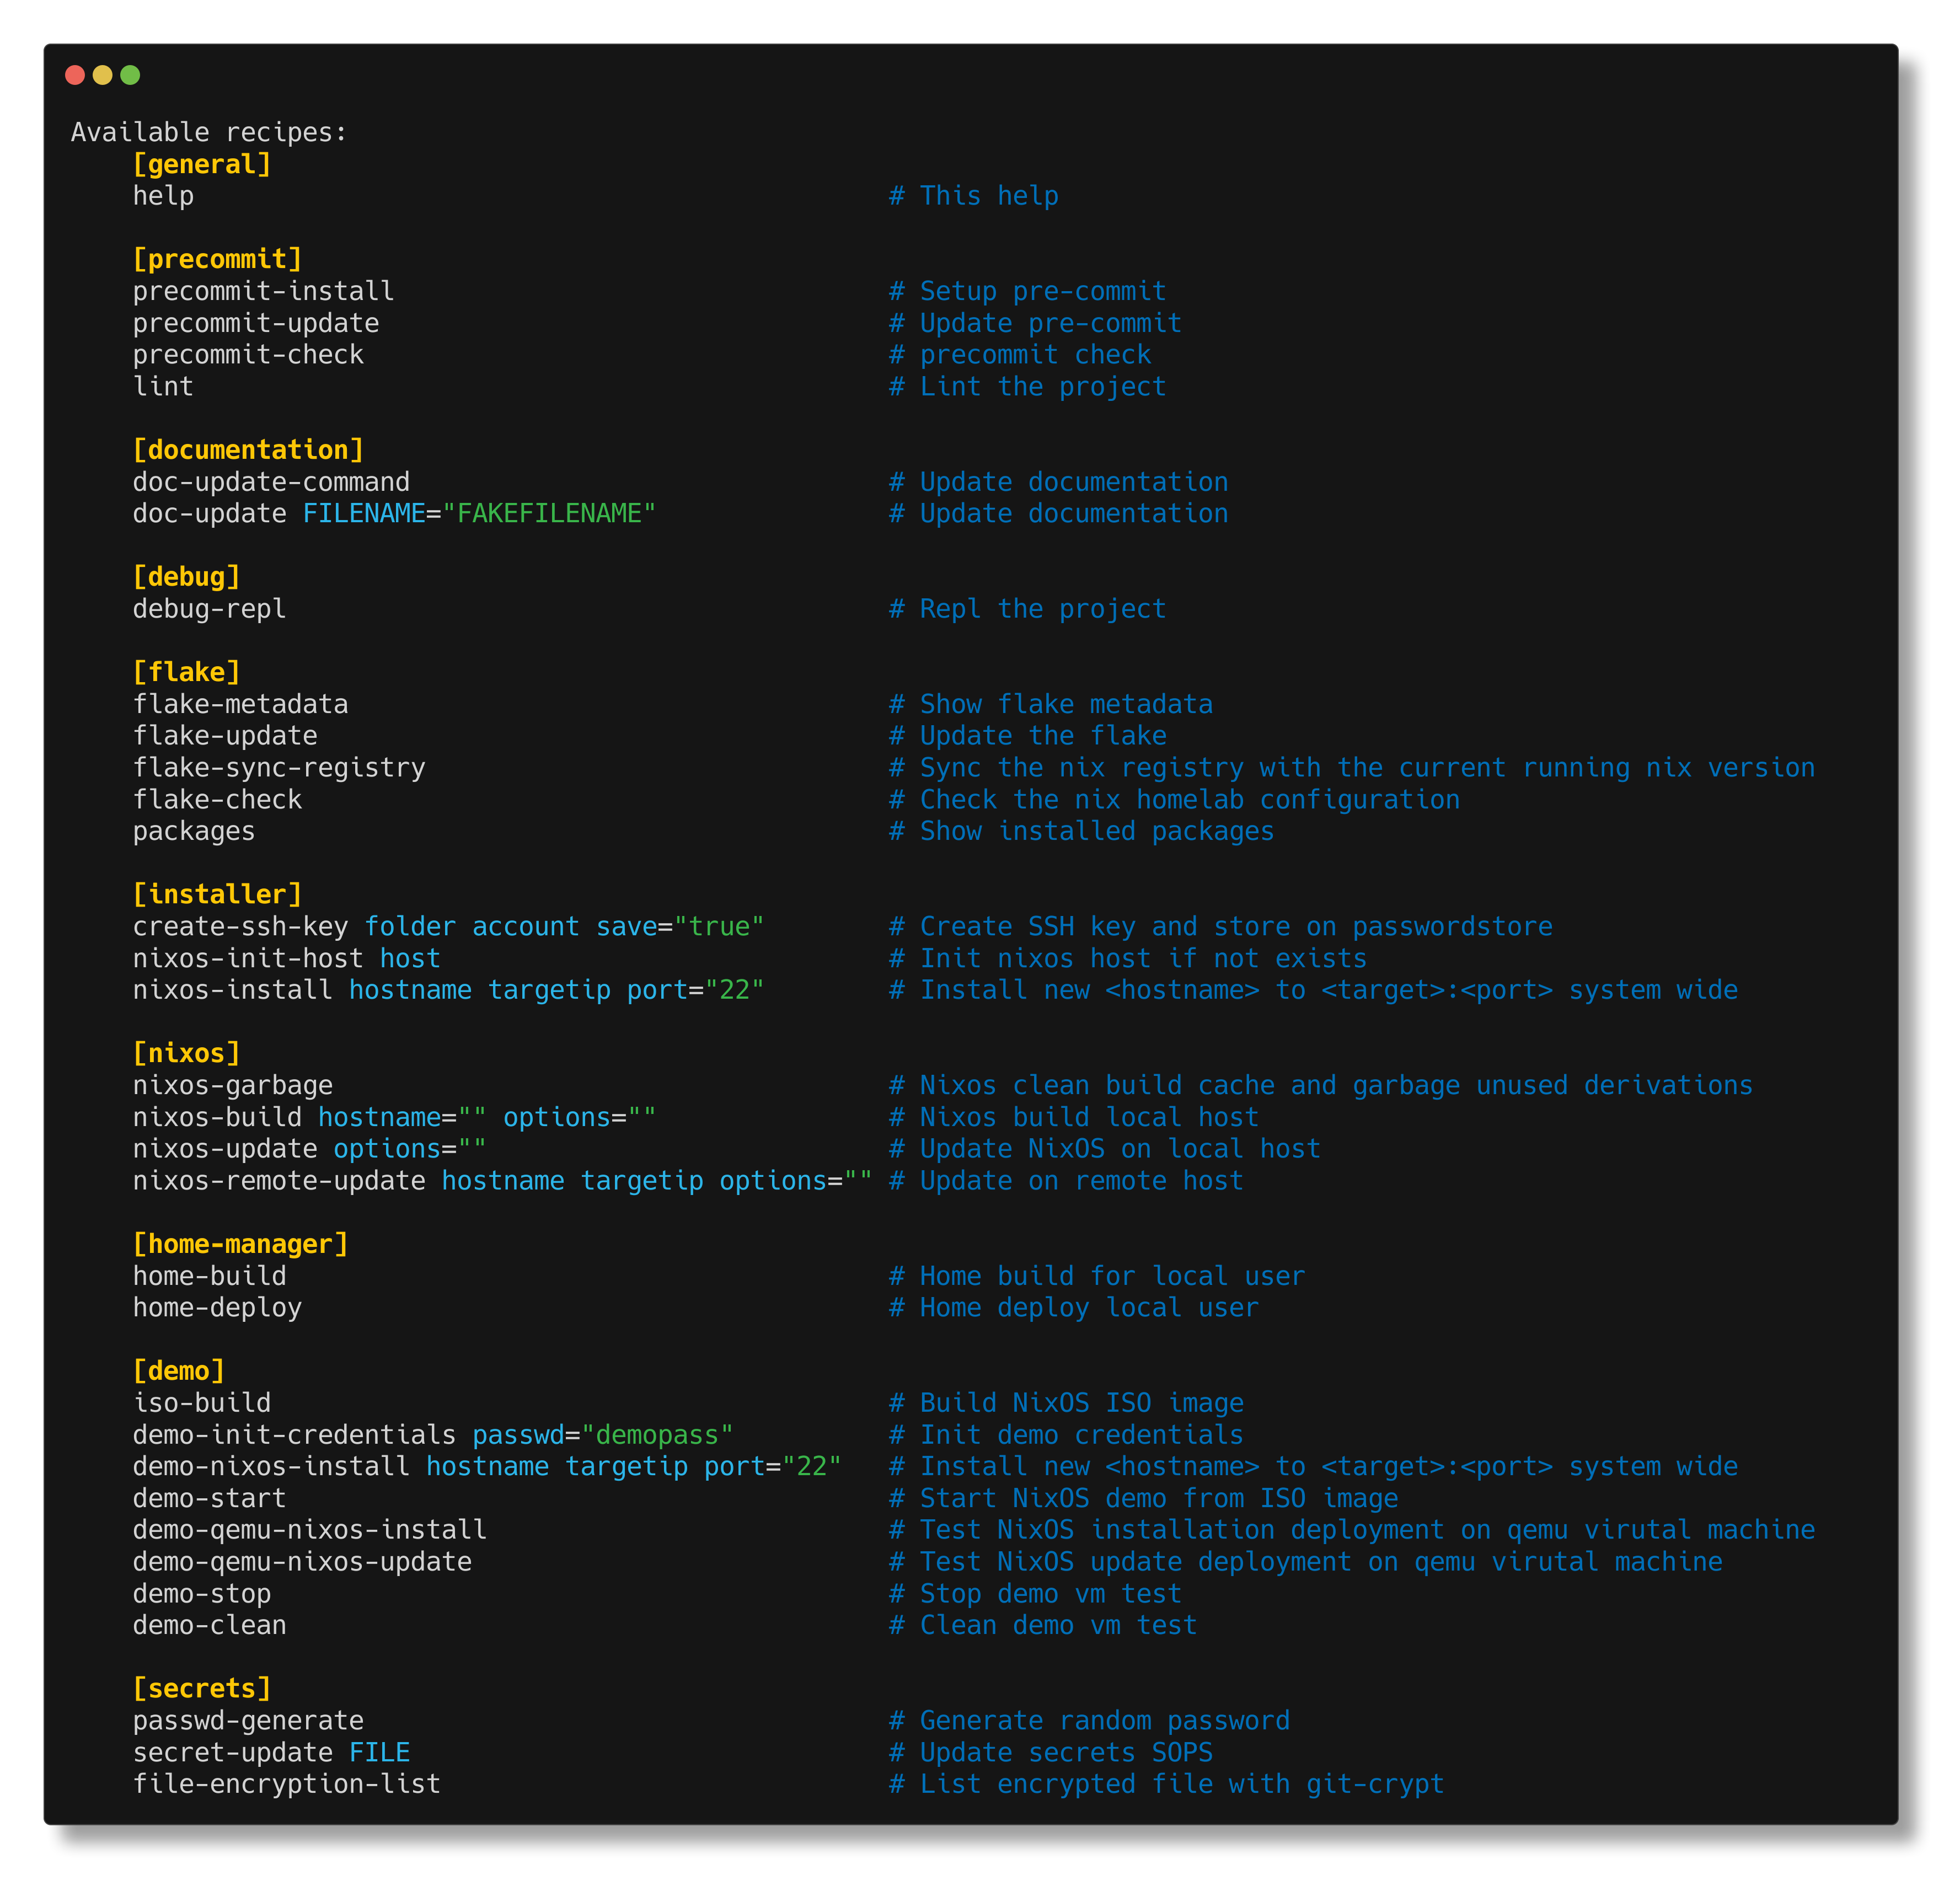 Available recipes:
    [general]
    help                                             # This help

    [precommit]
    precommit-install                                # Setup pre-commit
    precommit-update                                 # Update pre-commit
    precommit-check                                  # precommit check
    lint                                             # Lint the project

    [documentation]
    doc-update-command                               # Update documentation
    doc-update FILENAME="FAKEFILENAME"               # Update documentation

    [debug]
    debug-repl                                       # Repl the project

    [flake]
    flake-metadata                                   # Show flake metadata
    flake-update                                     # Update the flake
    flake-sync-registry                              # Sync the nix registry with the current running nix version
    flake-check                                      # Check the nix homelab configuration
    packages                                         # Show installed packages

    [installer]
    create-ssh-key folder account save="true"        # Create SSH key and store on passwordstore
    nixos-init-host host                             # Init nixos host if not exists
    nixos-install hostname targetip port="22"        # Install new <hostname> to <target>:<port> system wide

    [nixos]
    nixos-garbage                                    # Nixos clean build cache and garbage unused derivations
    nixos-build hostname="" options=""               # Nixos build local host
    nixos-update options=""                          # Update NixOS on local host
    nixos-remote-update hostname targetip options="" # Update on remote host

    [home-manager]
    home-build                                       # Home build for local user
    home-deploy                                      # Home deploy local user

    [demo]
    iso-build                                        # Build NixOS ISO image
    demo-init-credentials passwd="demopass"          # Init demo credentials
    demo-nixos-install hostname targetip port="22"   # Install new <hostname> to <target>:<port> system wide
    demo-start                                       # Start NixOS demo from ISO image
    demo-qemu-nixos-install                          # Test NixOS installation deployment on qemu virutal machine
    demo-qemu-nixos-update                           # Test NixOS update deployment on qemu virutal machine
    demo-stop                                        # Stop demo vm test
    demo-clean                                       # Clean demo vm test

    [secrets]
    passwd-generate                                  # Generate random password
    secret-update FILE                               # Update secrets SOPS
    file-encryption-list                             # List encrypted file with git-crypt